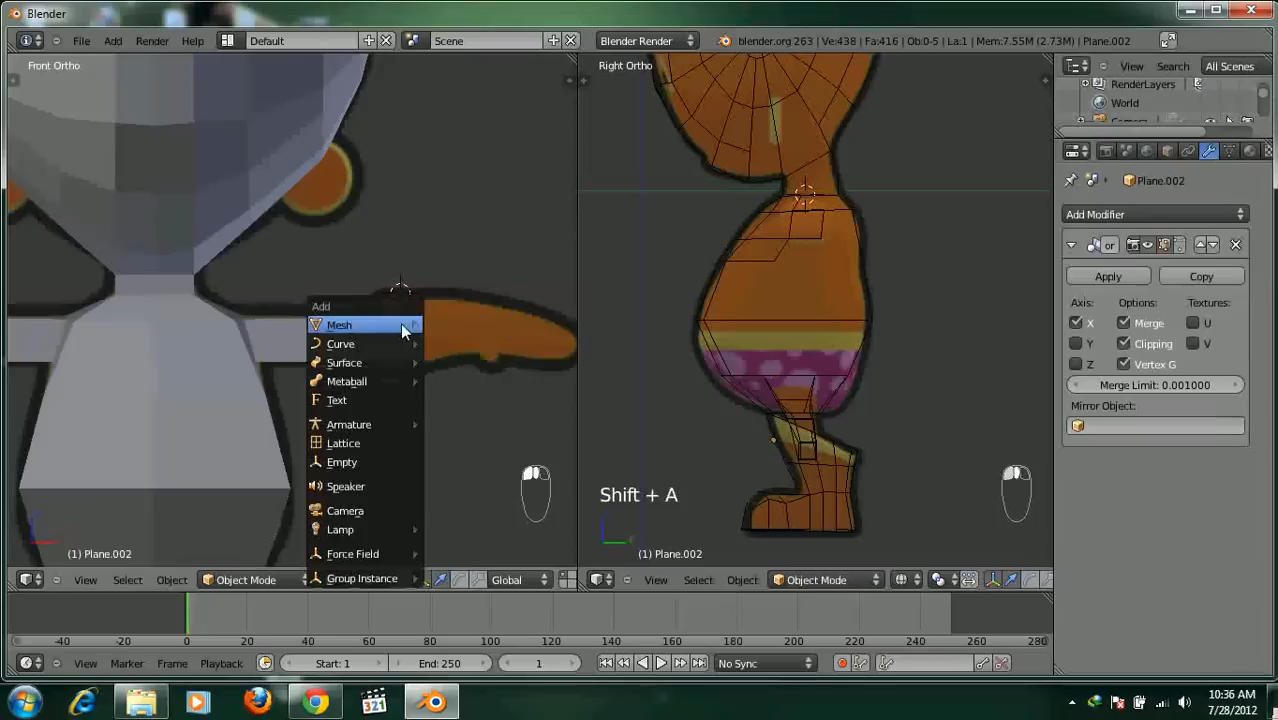 Blender
File Add Render Help Default Scene Blender Render blender.org 263 | Ve:438 | Fa:416 | Ob:0-5 | La:1 | Mem:7.55M (2.73M) | Plane.002
Front Ortho
Right Ortho
View Search All Scenes
RenderLayers
World
Plane.002
Add Modifier
or
Apply Copy
Axis: Options: Textures:
X Merge U
Y Clipping V
Z Vertex G
Merge Limit: 0.001000
Mirror Object:
Add
Mesh
Curve
Surface
Metaball
Text
Armature
Lattice
Empty
Speaker
Camera
Lamp
Force Field
Group Instance
Shift + A
(1) Plane.002
(1) Plane.002
View Select Object Object Mode Global
View Select Object Object Mode
-40 -20 0 20 40 60 80 100 120 140 160 180 200 220 240 260 280
View Marker Frame Playback Start: 1 End: 250 1 No Sync
321
10:36 AM
7/28/2012